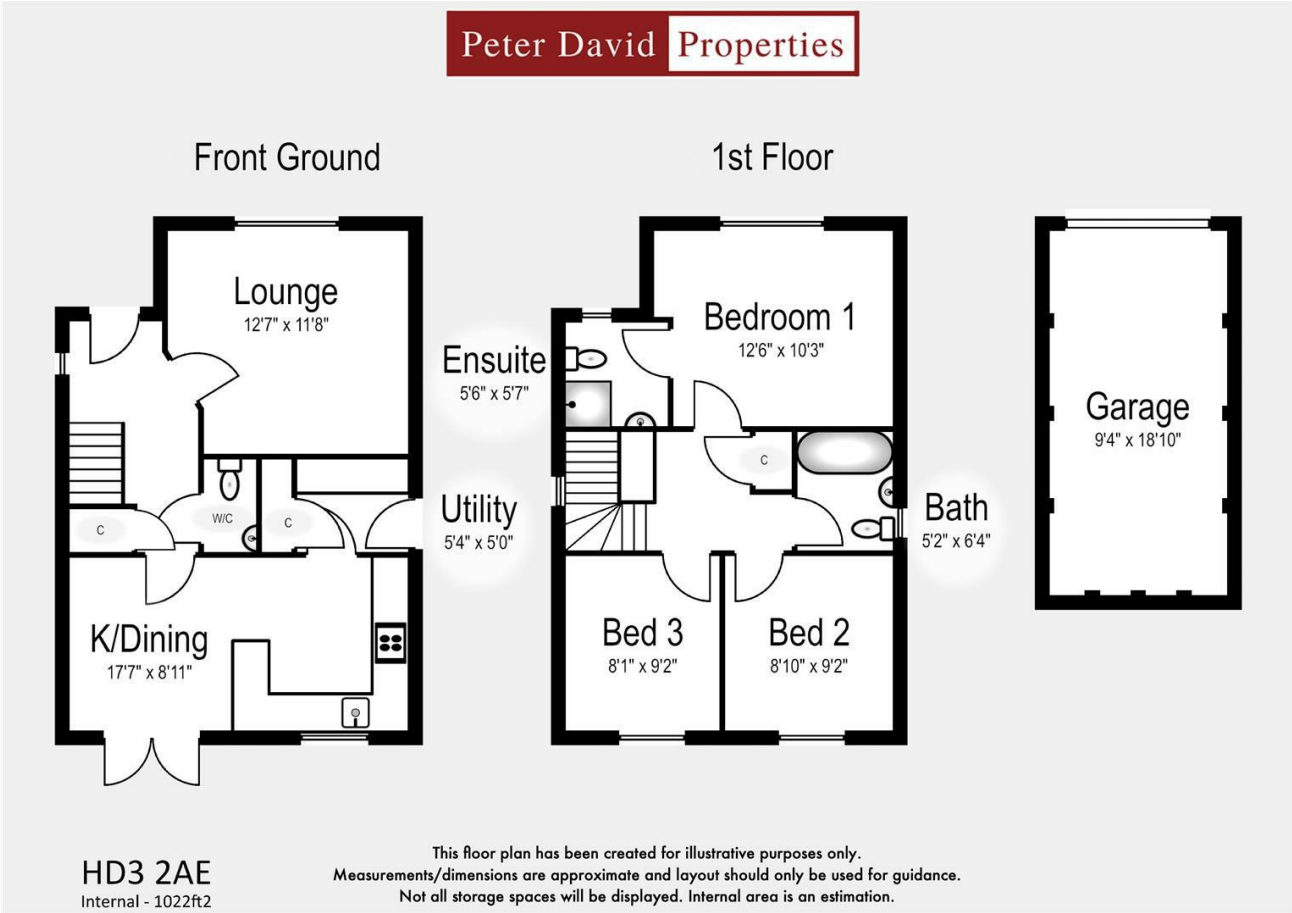 Peter David Properties
Front Ground
1st Floor
Lounge
12'7" x 11'8"
W/C
C
C
K/Dining
17'7" x 8'11"
Ensuite
5'6" x 5'7"
Utility
5'4" x 5'0"
Bedroom 1
12'6" x 10'3"
C
Bath
5'2" x 6'4"
Bed 3
8'1" x 9'2"
Bed 2
8'10" x 9'2"
Garage
9'4" x 18'10"
HD3 2AE
Internal - 1022ft2
This floor plan has been created for illustrative purposes only.
Measurements/dimensions are approximate and layout should only be used for guidance.
Not all storage spaces will be displayed. Internal area is an estimation.